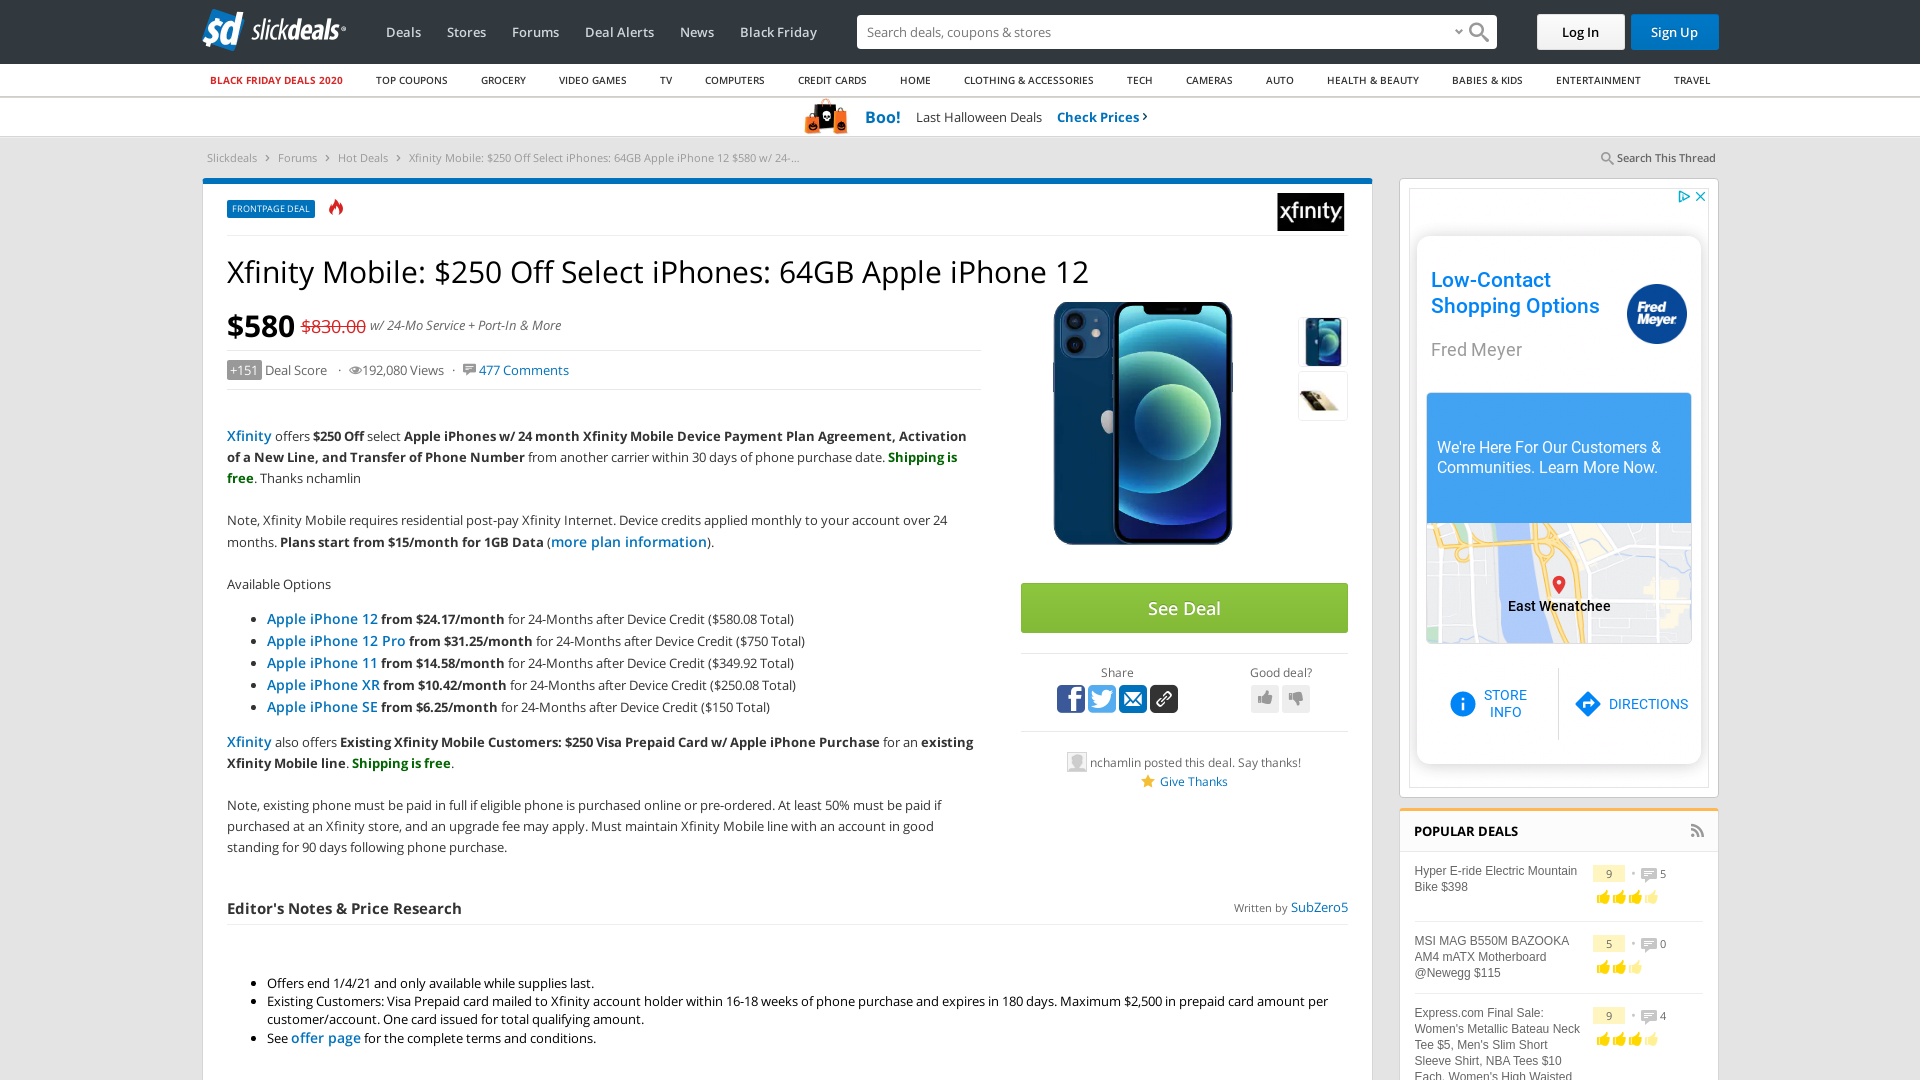 sd slickdeals
Deals Stores Forums Deal Alerts News Black Friday
Search deals, coupons & shopping
Log In
Sign Up
BLACK FRIDAY DEALS 2020 TOP COUPONS GROCERY VIDEO GAMES TV COMPUTERS CREDIT CARDS HOME CLOTHING & ACCESSORIES TECH CAMERAS AUTO HEALTH & BEAUTY BABIES & KIDS ENTERTAINMENT TRAVEL
Boo! Last Halloween Deals Check Prices
Slickdeals › Forums › Hot Deals › Xfinity Mobile: $250 Off Select iPhones: 64GB Apple iPhone 12 $580 w/ 24-...
Search This Thread
FRONTPAGE DEAL
xfinity
Xfinity Mobile: $250 Off Select iPhones: 64GB Apple iPhone 12
$580 $830.00 w/ 24-Mo Service + Port-In & More
+151 Deal Score · 192,080 Views · 477 Comments
Xfinity offers $250 Off select Apple iPhones w/ 24 month Xfinity Mobile Device Payment Plan Agreement, Activation
of a New Line, and Transfer of Phone Number from another carrier within 30 days of phone purchase date. Shipping is
free. Thanks nchamlin
Note, Xfinity Mobile requires residential post-pay Xfinity Internet. Device credits applied monthly to your account over 24
months. Plans start from $15/month for 1GB Data (more plan information).
Available Options
• Apple iPhone 12 from $24.17/month for 24-Months after Device Credit ($580.08 Total)
• Apple iPhone 12 Pro from $31.25/month for 24-Months after Device Credit ($750 Total)
• Apple iPhone 11 from $14.58/month for 24-Months after Device Credit ($349.92 Total)
• Apple iPhone XR from $10.42/month for 24-Months after Device Credit ($250.08 Total)
• Apple iPhone SE from $6.25/month for 24-Months after Device Credit ($150 Total)
Xfinity also offers Existing Xfinity Mobile Customers: $250 Visa Prepaid Card w/ Apple iPhone Purchase for an existing
Xfinity Mobile line. Shipping is free.
Note, existing phone must be paid in full if eligible phone is purchased online or pre-ordered. At least 50% must be paid if
purchased at an Xfinity store, and an upgrade fee may apply. Must maintain Xfinity Mobile line with an account in good
standing for 90 days following phone purchase.
See Deal
Share
Good deal?
nchamlin posted this deal. Say thanks!
Give Thanks
Editor's Notes & Price Research
Written by SubZero5
• Offers end 1/4/21 and only available while supplies last.
• Existing Customers: Visa Prepaid card mailed to Xfinity account holder within 16-18 weeks of phone purchase and expires in 180 days. Maximum $2,500 in prepaid card amount per
customer/account. One card issued for total qualifying amount.
• See offer page for the complete terms and conditions.
Low-Contact
Shopping Options
Fred Meyer
Fred
Meyer
We're Here For Our Customers &
Communities. Learn More Now.
East Wenatchee
STORE
INFO
DIRECTIONS
POPULAR DEALS
Hyper E-ride Electric Mountain
Bike $398
9 • 5
MSI MAG B550M BAZOOKA
AM4 mATX Motherboard
@Newegg $115
5 • 0
Express.com Final Sale:
Women's Metallic Bateau Neck
Tee $5, Men's Slim Short
Sleeve Shirt, NBA Tees $10
Each, Women's High Waisted
9 • 4